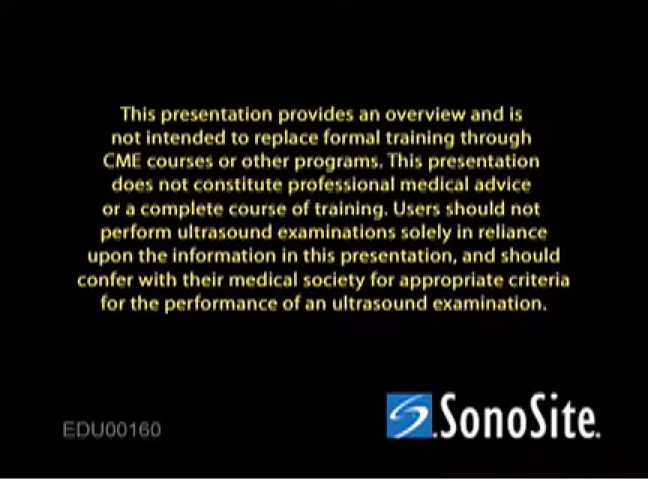 This presentation provides an overview and is
not intended to replace formal training through
CME courses or other programs. This presentation
does not constitute professional medical advice
or a complete course of training. Users should not
perform ultrasound examinations solely in reliance
upon the information in this presentation, and should
confer with their medical society for appropriate criteria
for the performance of an ultrasound examination.
EDU00160
SonoSite.